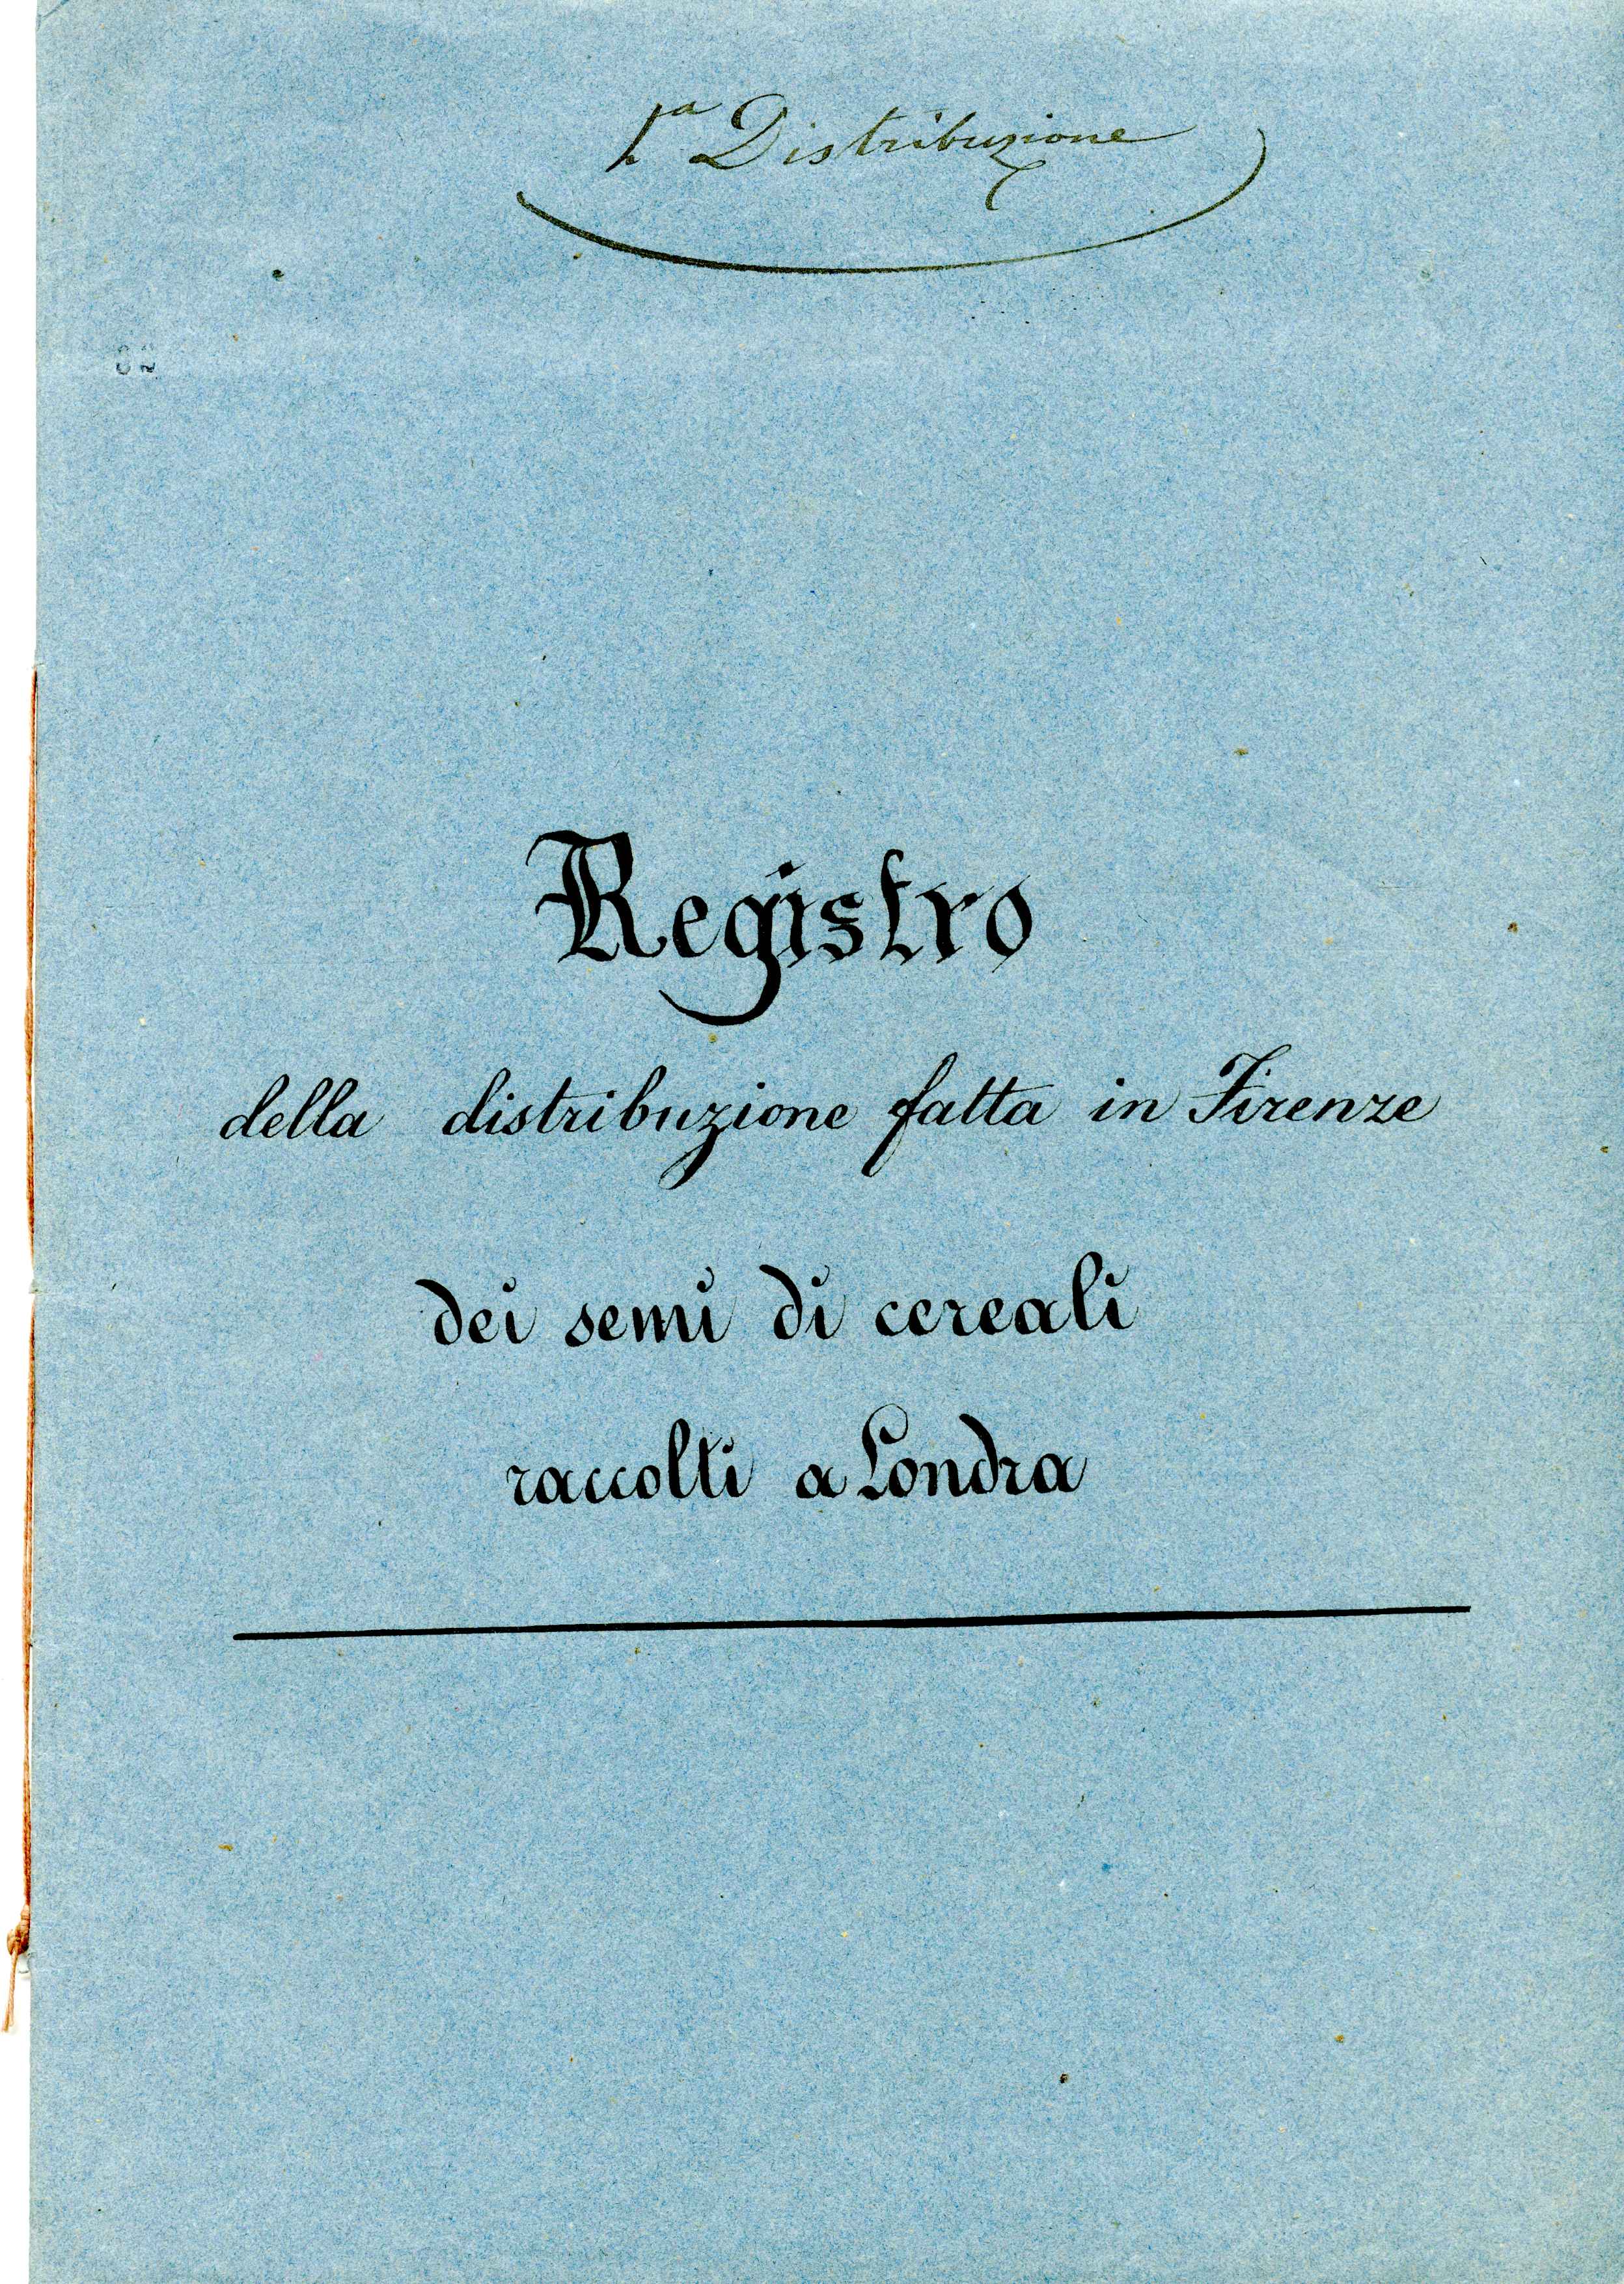 1ª Distribuzione
Registro
della distribuzione fatta in Firenze
dei semi di cereali
raccolti a Londra